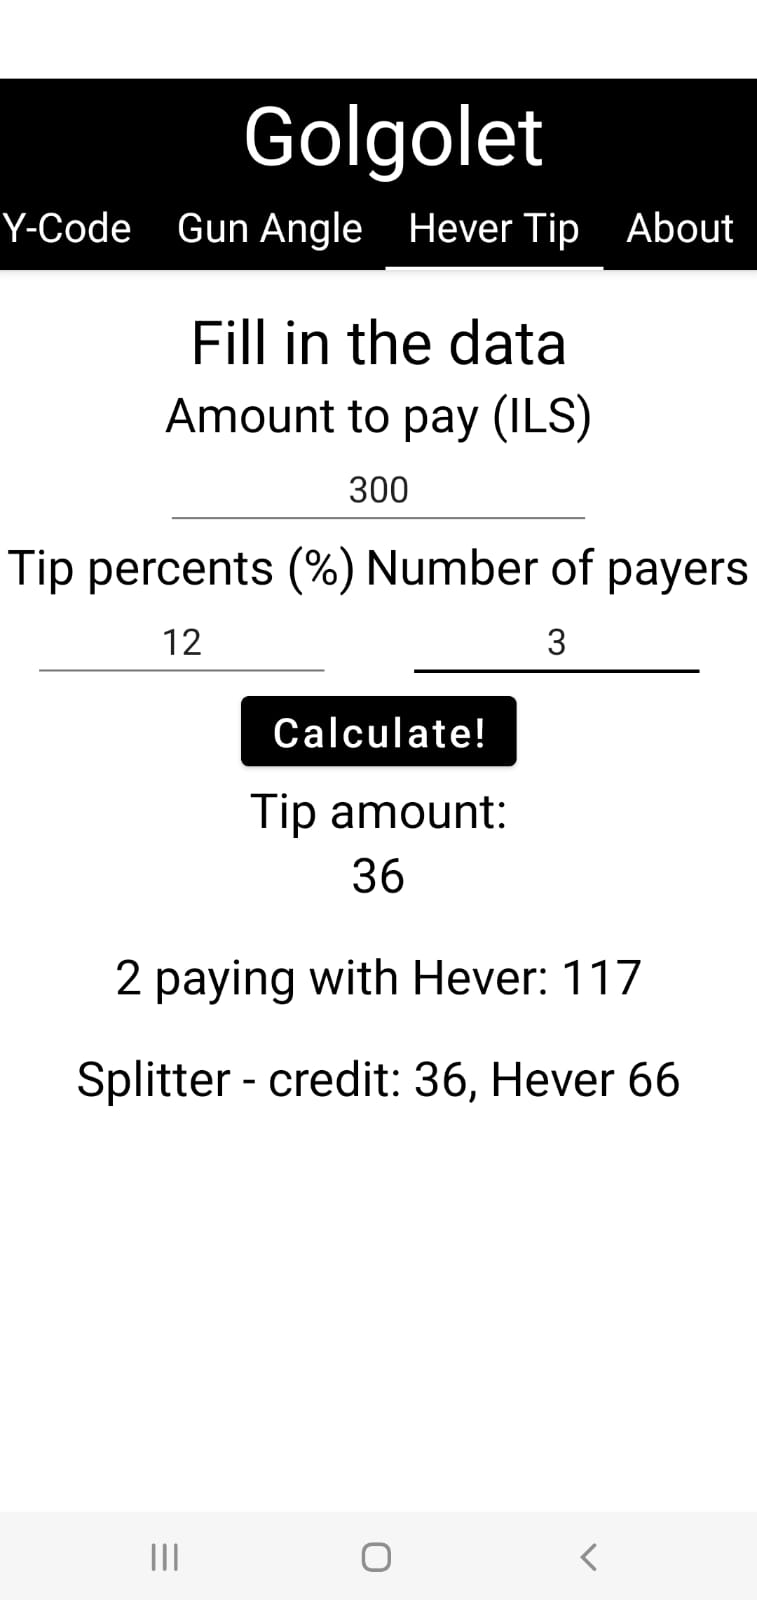 Golgolet
Y-Code Gun Angle Hever Tip About
Fill in the data
Amount to pay (ILS)
300
Tip percents (%) Number of payers
12 3
Calculate!
Tip amount:
36
2 paying with Hever: 117
Splitter - credit: 36, Hever 66